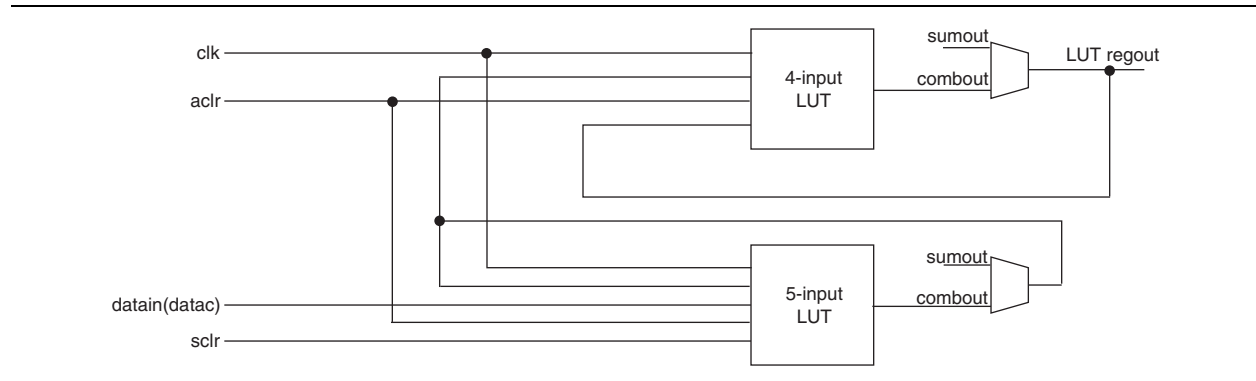 clk
aclr
4-input
LUT
sumout
combout
LUT regout
datain(datac)
sclr
5-input
LUT
sumout
combout